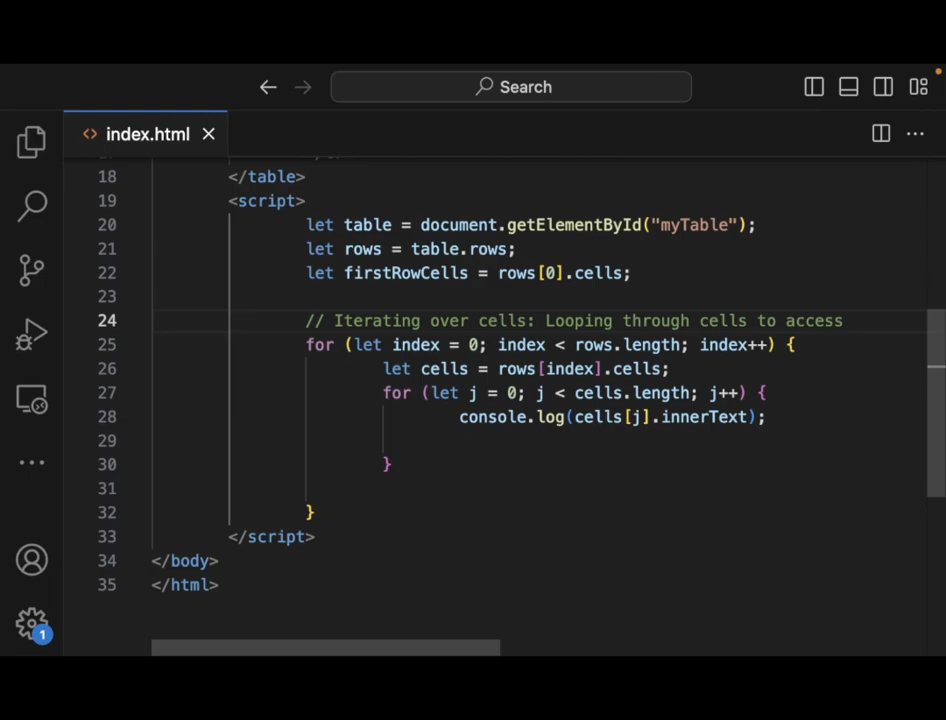 Search
index.html
18 </table>
19 <script>
20 let table = document.getElementById("myTable");
21 let rows = table.rows;
22 let firstRowCells = rows[0].cells;
23
24 // Iterating over cells: Looping through cells to access
25 for (let index = 0; index < rows.length; index++) {
26 let cells = rows[index].cells;
27 for (let j = 0; j < cells.length; j++) {
28 console.log(cells[j].innerText);
29
30 }
31
32 }
33 </script>
34 </body>
35 </html>
1